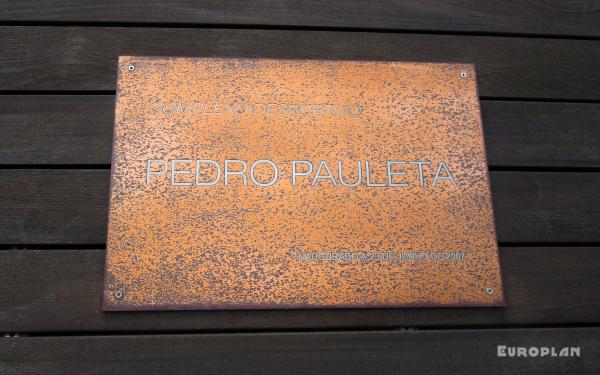 COMPLEXO DESPORTIVO
PEDRO PAULETA
INAUGURADO A 23 DE JUNHO DE 2007
EUROPLAN